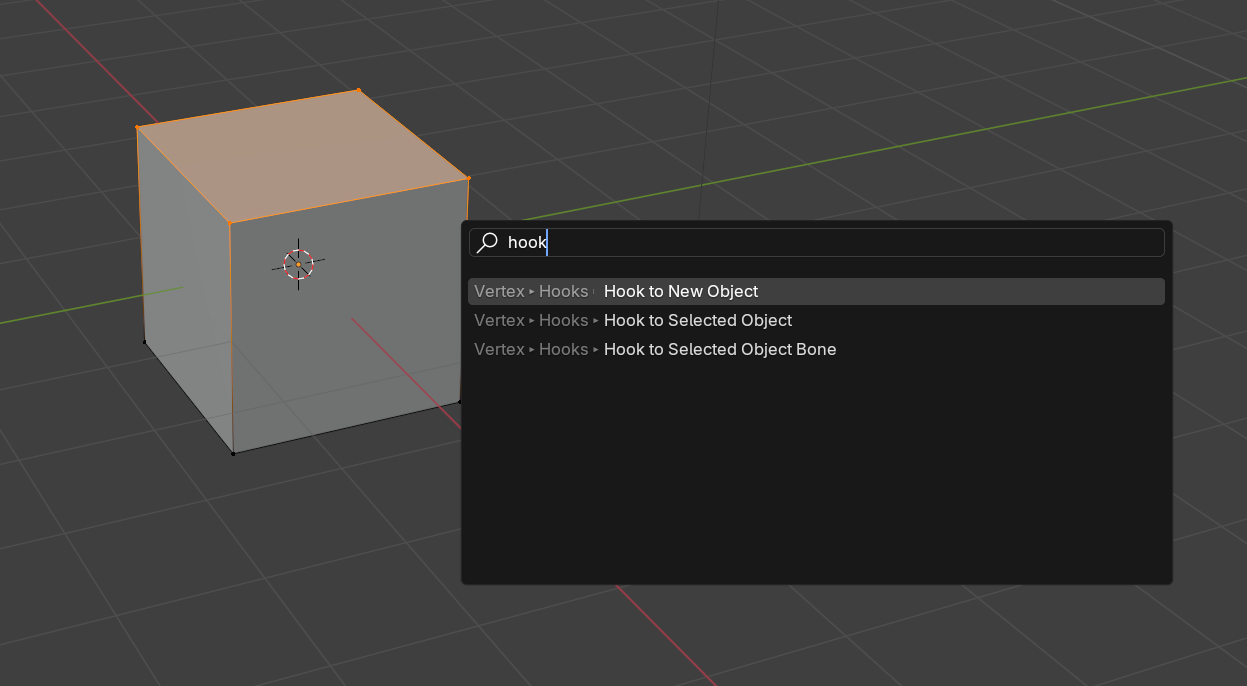 hook
Vertex ▸ Hooks ▸ Hook to New Object
Vertex ▸ Hooks ▸ Hook to Selected Object
Vertex ▸ Hooks ▸ Hook to Selected Object Bone